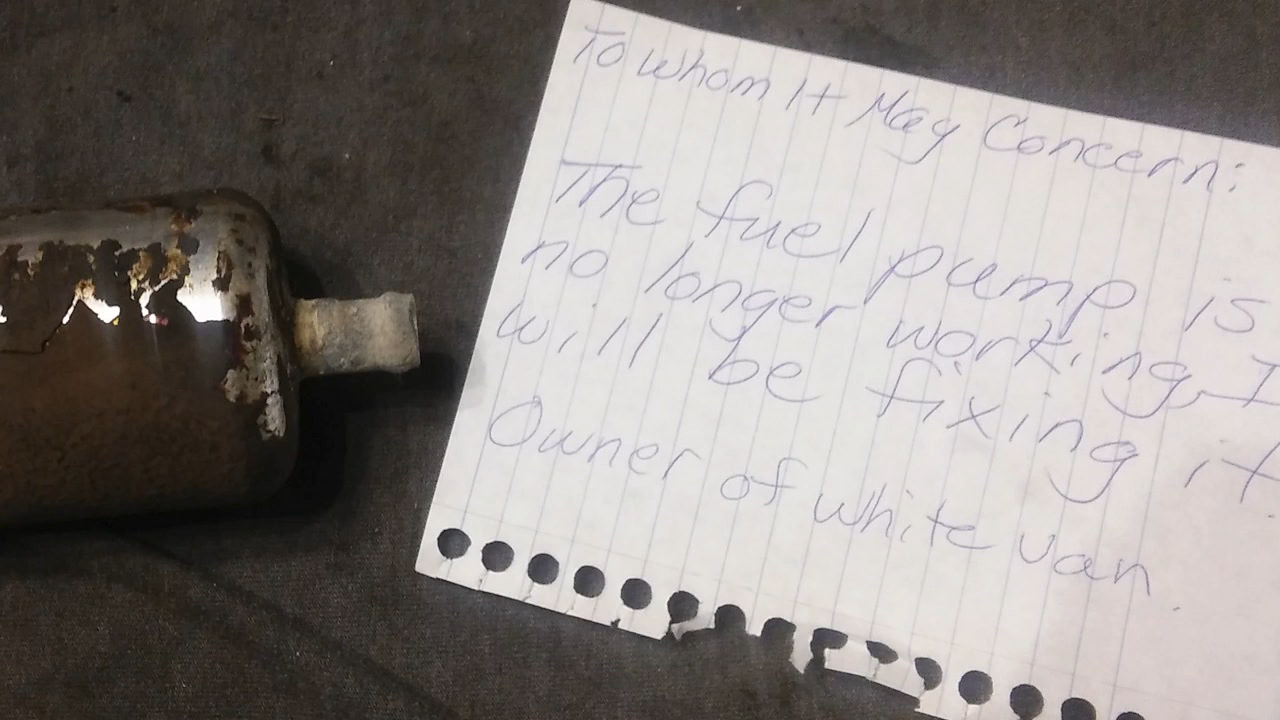 To Whom It May Concern:
The fuel pump is
no longer working, I
will be fixing it
Owner of white van.